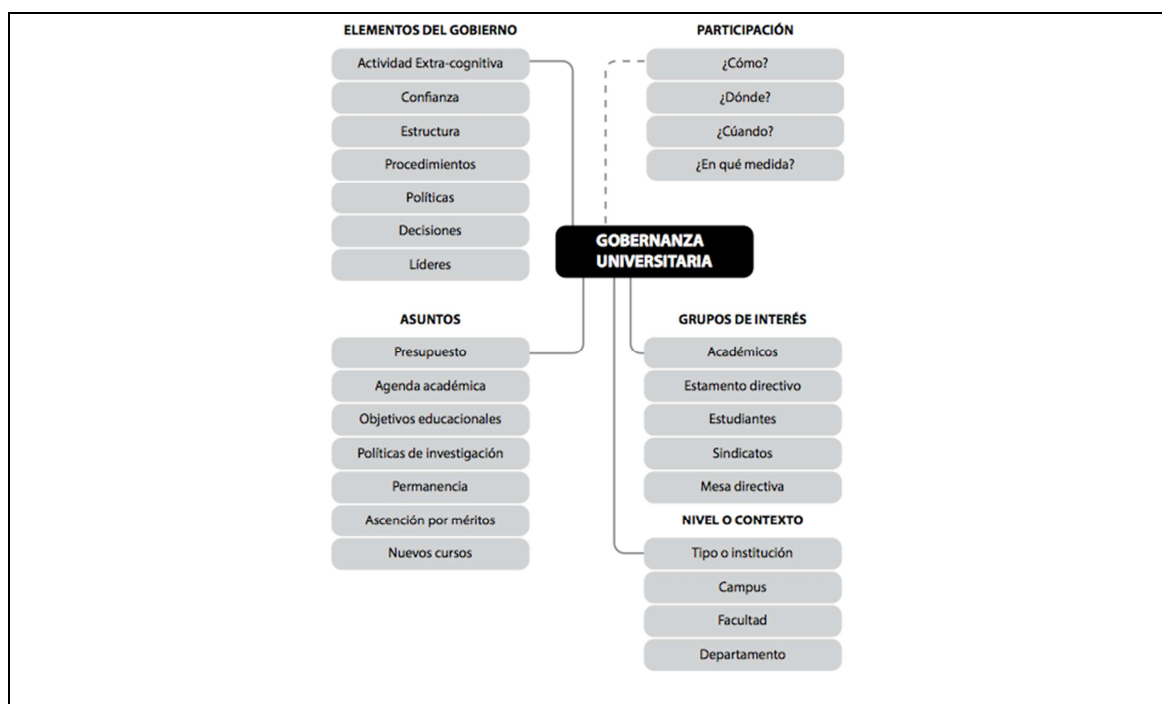 ELEMENTOS DEL GOBIERNO
Actividad Extra-cognitiva
Confianza
Estructura
Procedimientos
Políticas
Decisiones
Líderes
PARTICIPACIÓN
¿Cómo?
¿Dónde?
¿Cúando?
¿En qué medida?
GOBERNANZA
UNIVERSITARIA
ASUNTOS
Presupuesto
Agenda académica
Objetivos educacionales
Políticas de investigación
Permanencia
Ascención por méritos
Nuevos cursos
GRUPOS DE INTERÉS
Académicos
Estamento directivo
Estudiantes
Sindicatos
Mesa directiva
NIVEL O CONTEXTO
Tipo o institución
Campus
Facultad
Departamento